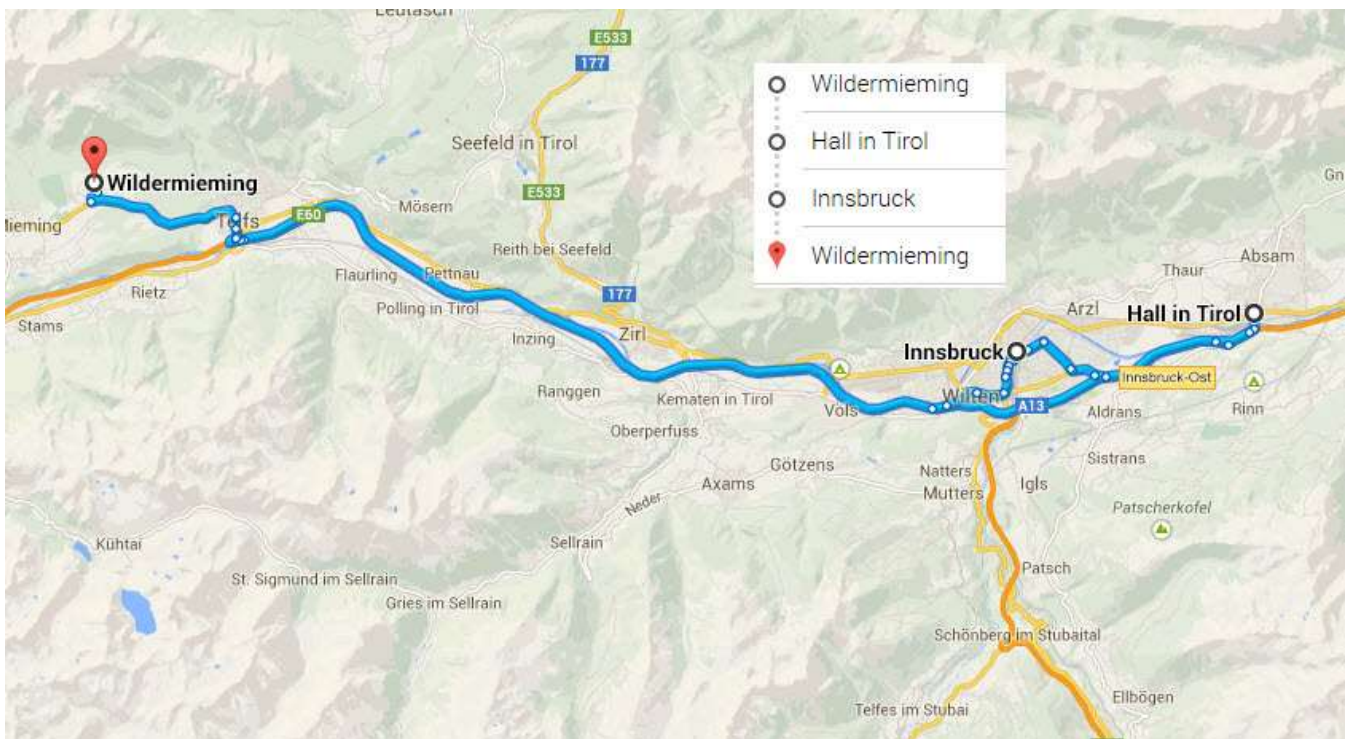 Leutasch
E533
177
Wildermieming
Hall in Tirol
Innsbruck
Wildermieming
Seefeld in Tirol
Gn
Wildermieming
E533
Mösern
Mieming
Telfs
E60
Absam
Reith bei Seefeld
Thaur
Flaurling
Pettnau
Rietz
177
Polling in Tirol
Arzl
Hall in Tirol
Stams
Zirl
Inzing
Innsbruck
Innsbruck-Ost
Ranggen
Kematen in Tirol
Wilten
A13
Völs
Aldrans
Rinn
Oberperfuss
Götzens
Sistrans
Natters
Axams
Mutters
Igls
Neder
Patscherkofel
Kühtai
Sellrain
Patsch
St. Sigmund im Sellrain
Gries im Sellrain
Schönberg im Stubaital
Ellbögen
Telfes im Stubai